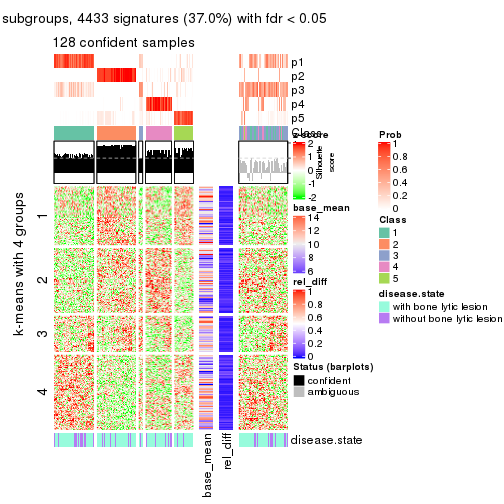 subgroups, 4433 signatures (37.0%) with fdr < 0.05
128 confident samples
p1
p2
p3
p4
p5
Class
k-means with 4 groups
1
2
3
4
Silhouette
score
z-score
2
1
0
-1
-2
base_mean
14
12
10
8
6
rel_diff
1
0.8
0.6
0.4
0.2
0
Status (barplots)
confident
ambiguous
Prob
1
0.8
0.6
0.4
0.2
0
Class
1
2
3
4
5
disease.state
with bone lytic lesion
without bone lytic lesion
disease.state
base_mean
rel_diff